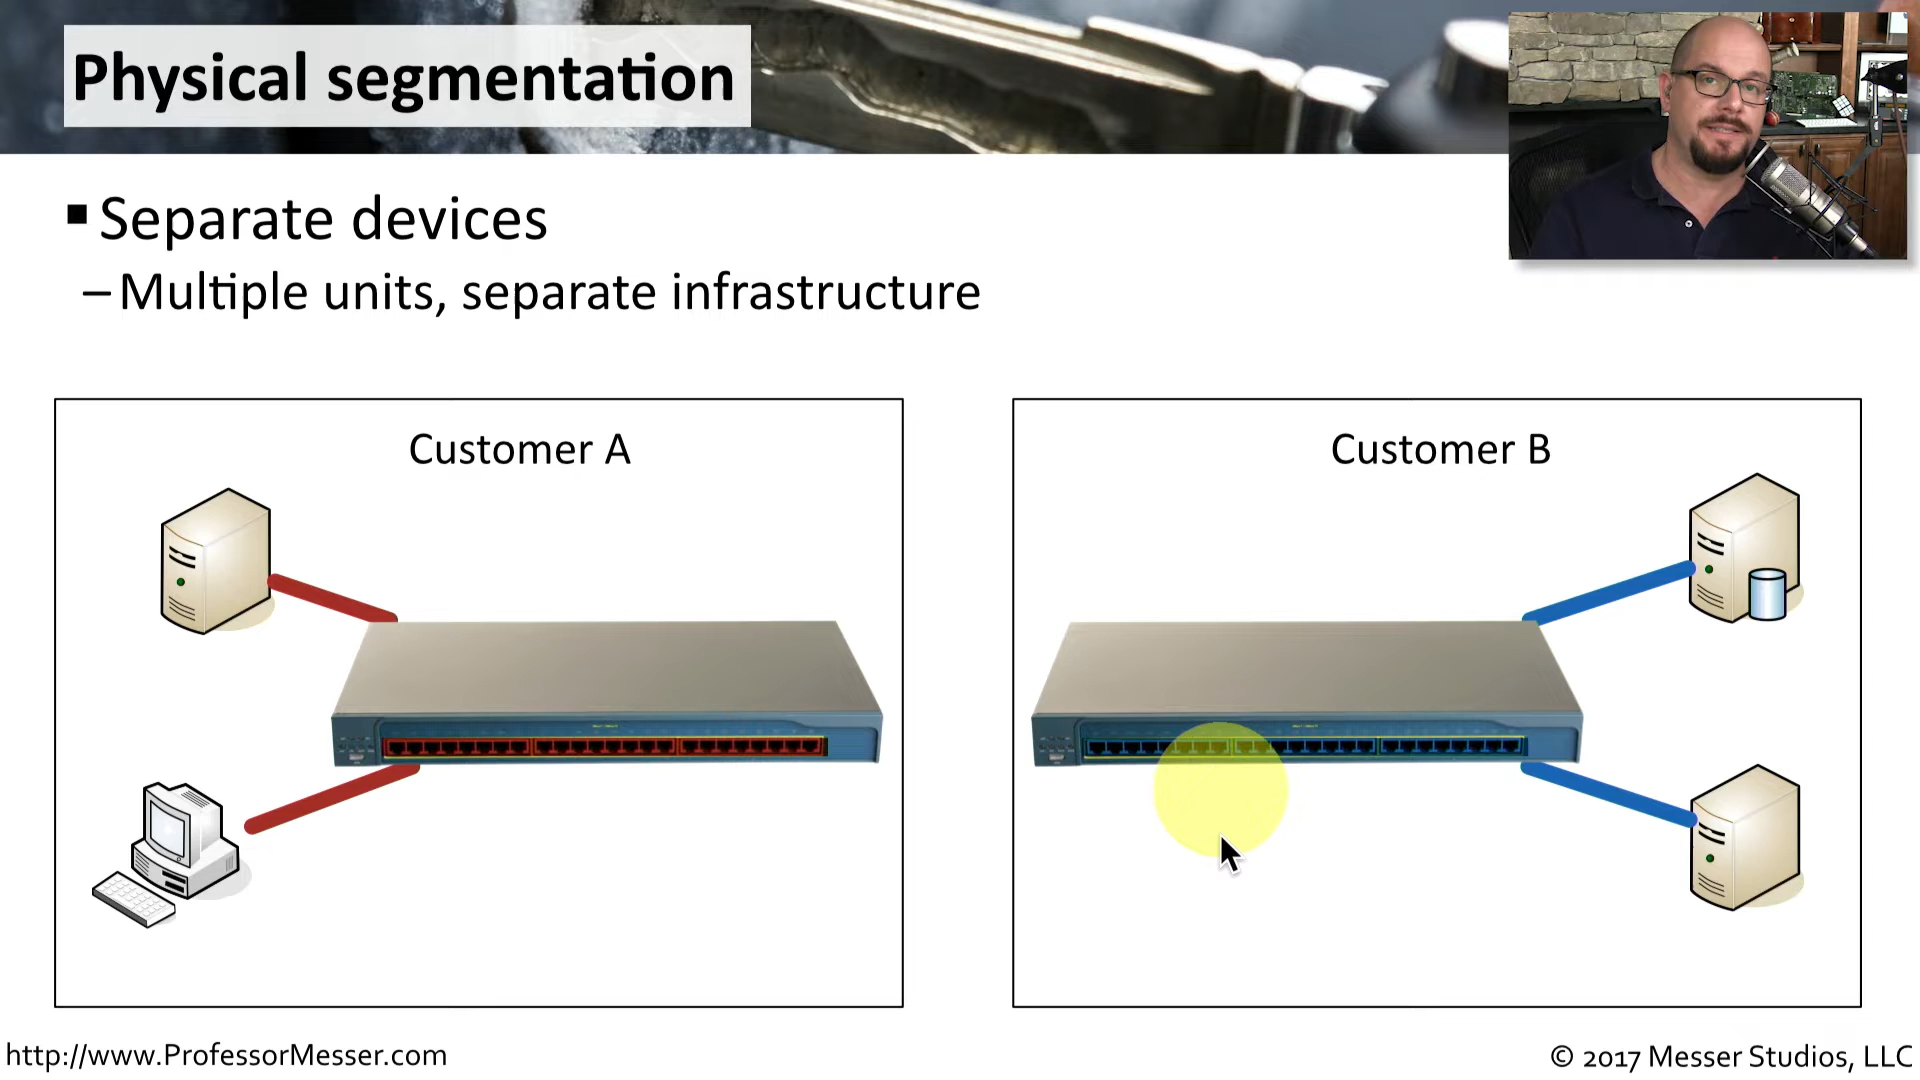 Physical segmentation
▪ Separate devices
– Multiple units, separate infrastructure
Customer A
Customer B
http://www.ProfessorMesser.com
© 2017 Messer Studios, LLC